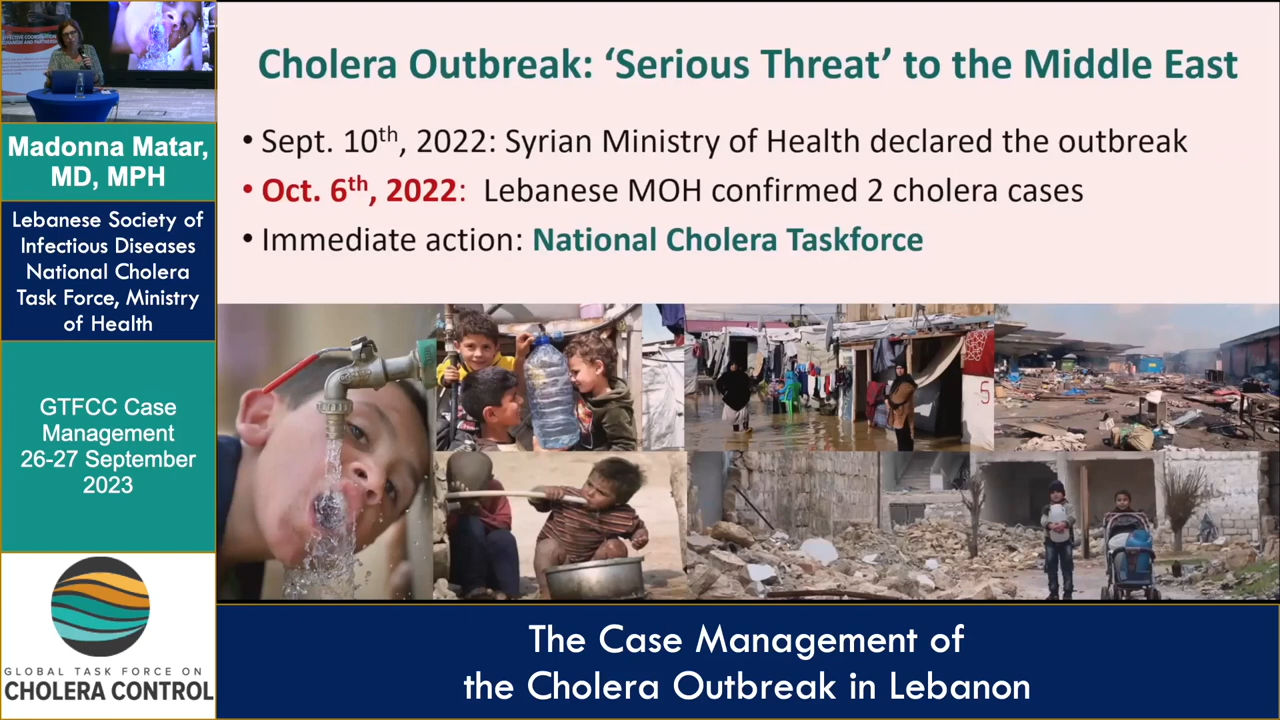 Cholera Outbreak: ‘Serious Threat’ to the Middle East
• Sept. 10th, 2022: Syrian Ministry of Health declared the outbreak
• Oct. 6th, 2022: Lebanese MOH confirmed 2 cholera cases
• Immediate action: National Cholera Taskforce
Madonna Matar,
MD, MPH
Lebanese Society of
Infectious Diseases
National Cholera
Task Force, Ministry
of Health
GTFCC Case
Management
26-27 September
2023
GLOBAL TASK FORCE ON
CHOLERA CONTROL
The Case Management of
the Cholera Outbreak in Lebanon